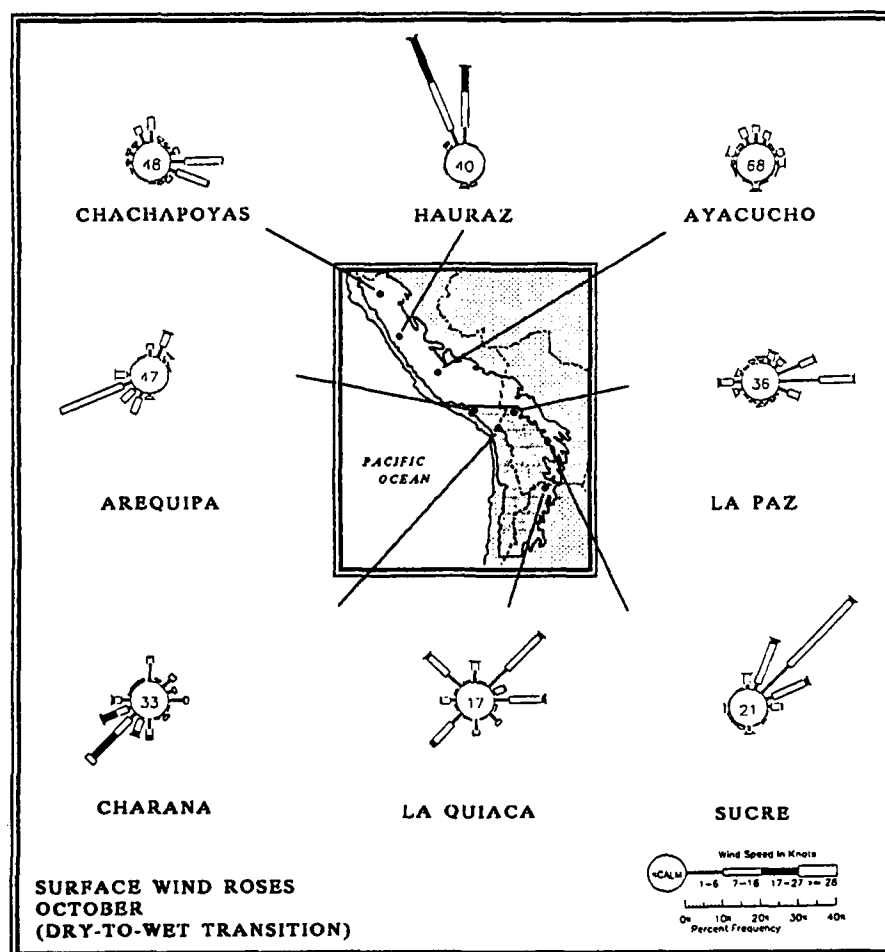 48
40
68
CHACHAPOYAS
HAURAZ
AYACUCHO
47
36
PACIFIC
OCEAN
AREQUIPA
LA PAZ
33
17
21
CHARANA
LA QUIACA
SUCRE
Wind Speed In Knots
%CALM
1-6 7-16 17-27 >= 28
0% 10% 20% 30% 40%
Percent Frequency
SURFACE WIND ROSES
OCTOBER
(DRY-TO-WET TRANSITION)